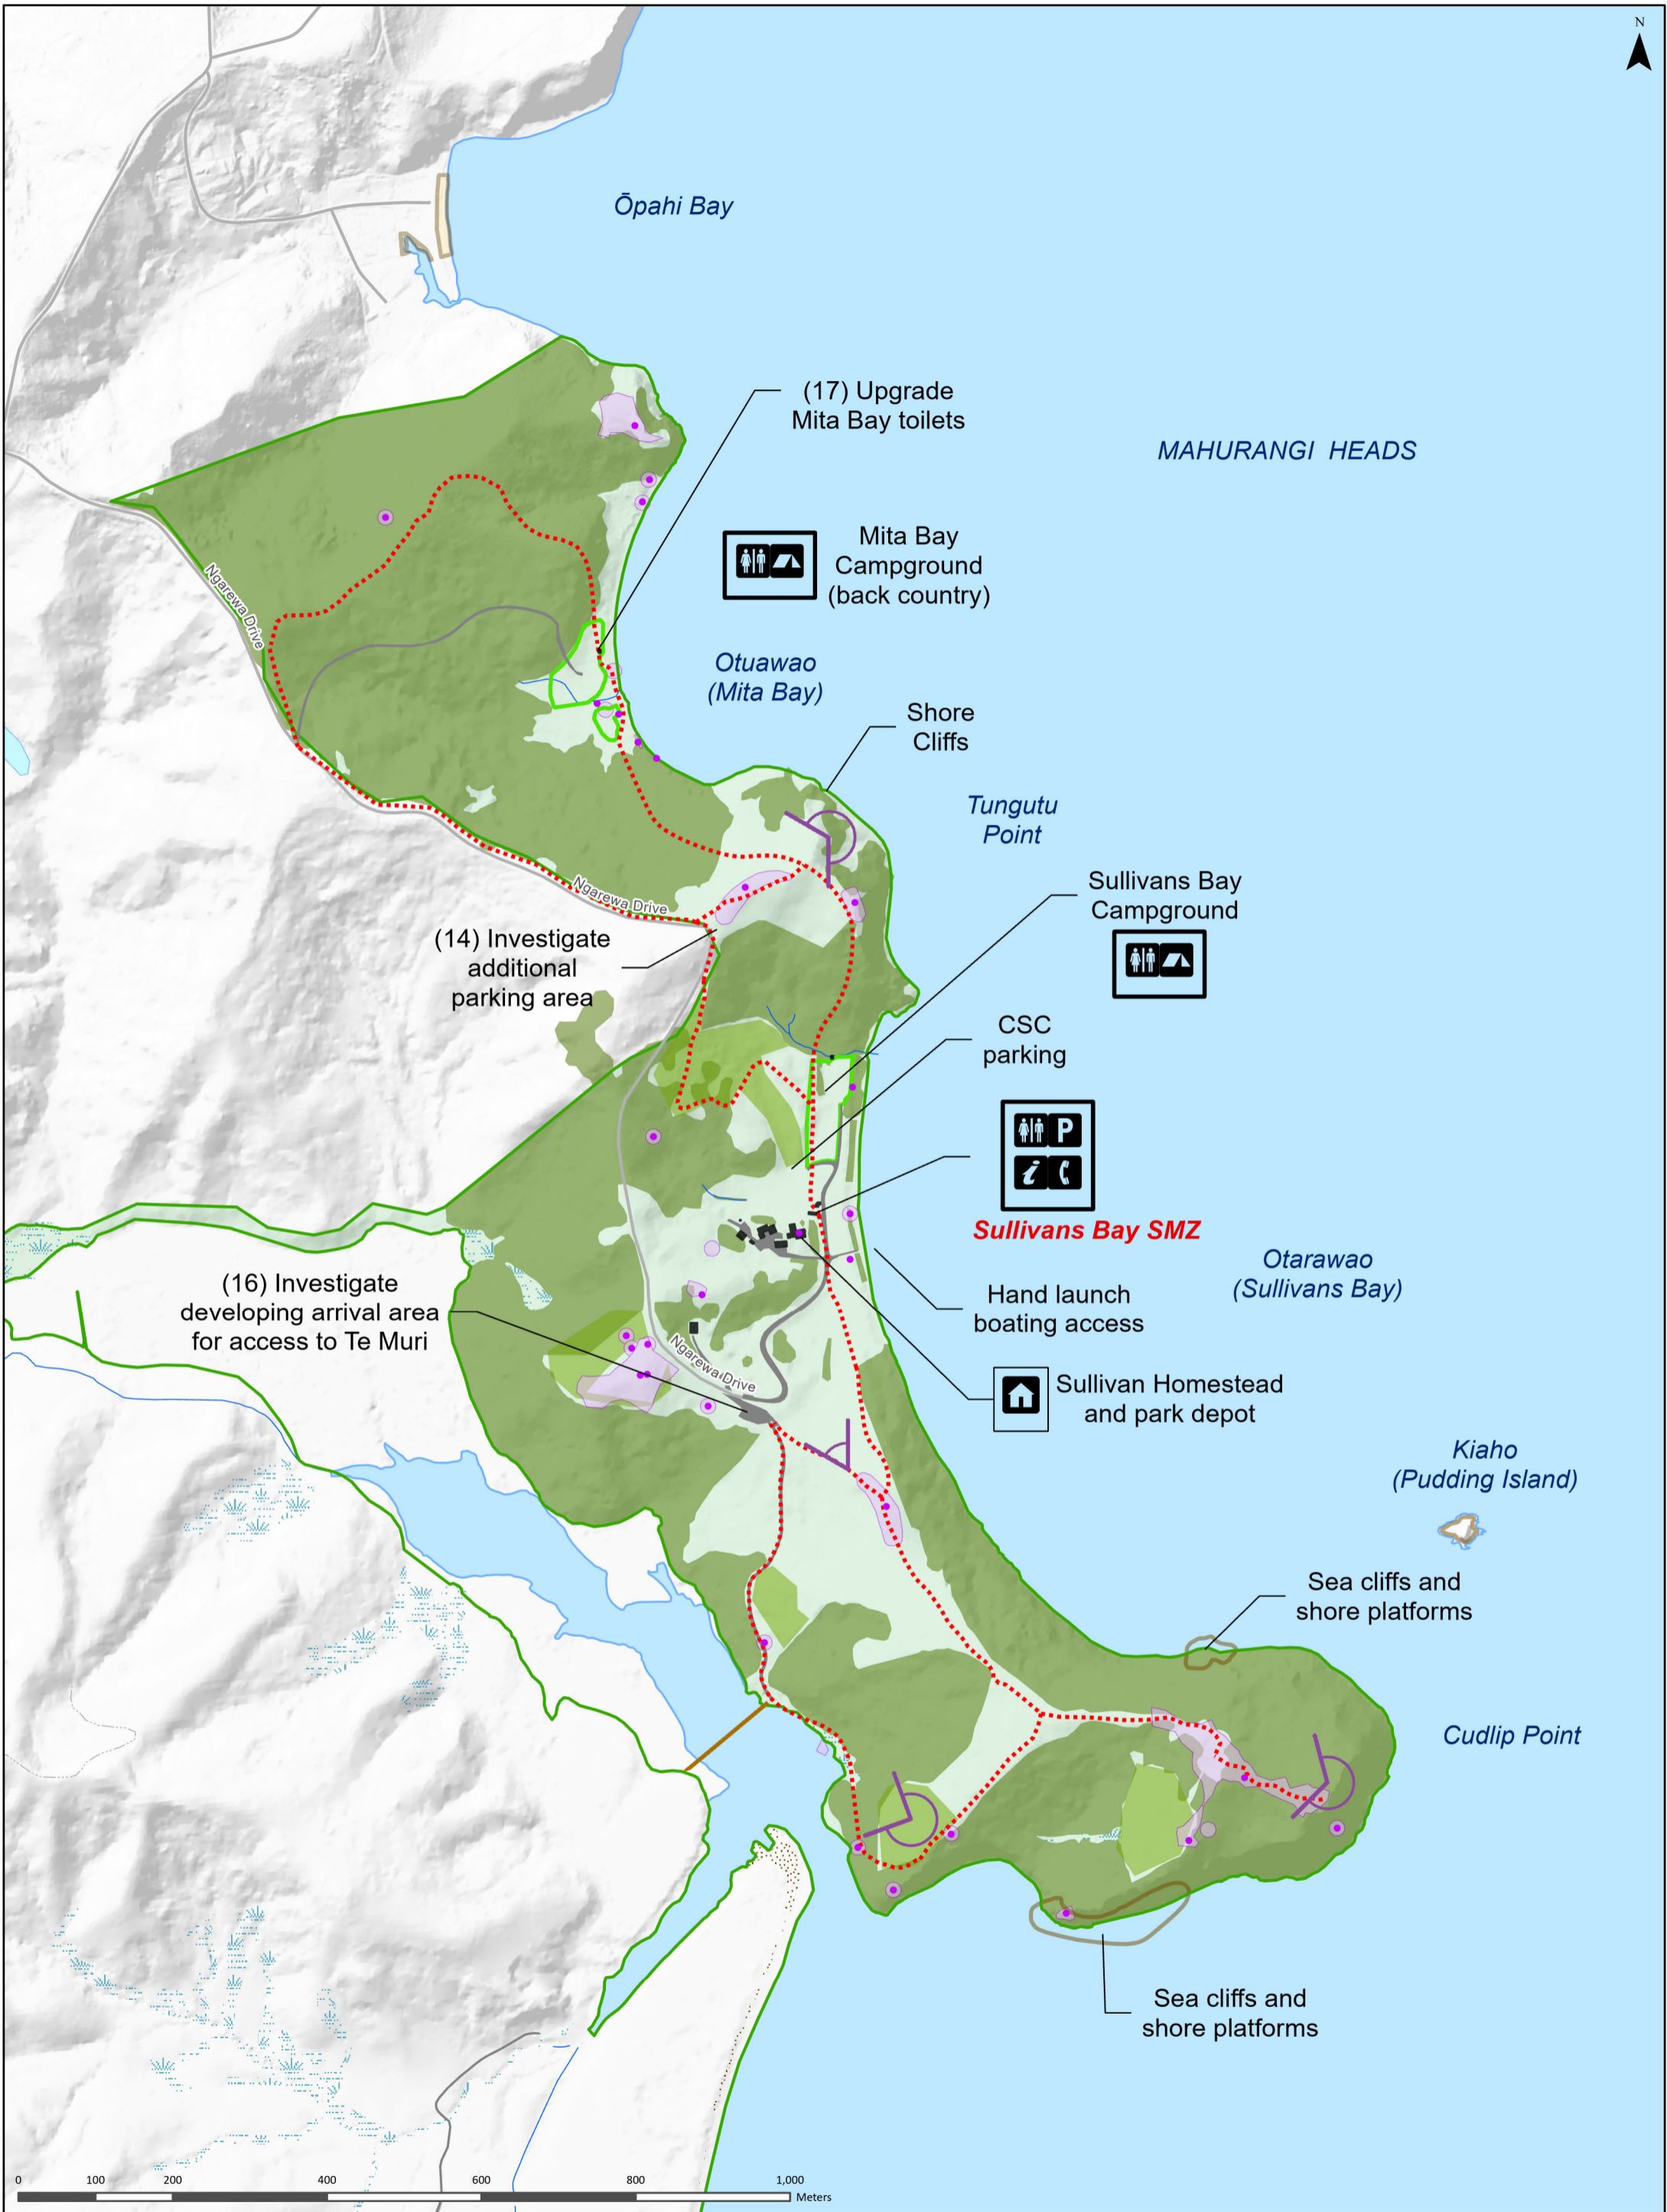 N
Ōpahi Bay
(17) Upgrade
Mita Bay toilets
MAHURANGI HEADS
Mita Bay
Campground
(back country)
Ngarewa Drive
Otuawao
(Mita Bay)
Shore
Cliffs
Tungutu
Point
Sullivans Bay
Campground
Ngarewa Drive
(14) Investigate
additional
parking area
CSC
parking
P
i
Sullivans Bay SMZ
Otarawao
(Sullivans Bay)
(16) Investigate
developing arrival area
for access to Te Muri
Hand launch
boating access
Ngarewa Drive
Sullivan Homestead
and park depot
Kiaho
(Pudding Island)
Sea cliffs and
shore platforms
Cudlip Point
Sea cliffs and
shore platforms
0 100 200 400 600 800 1,000
Meters